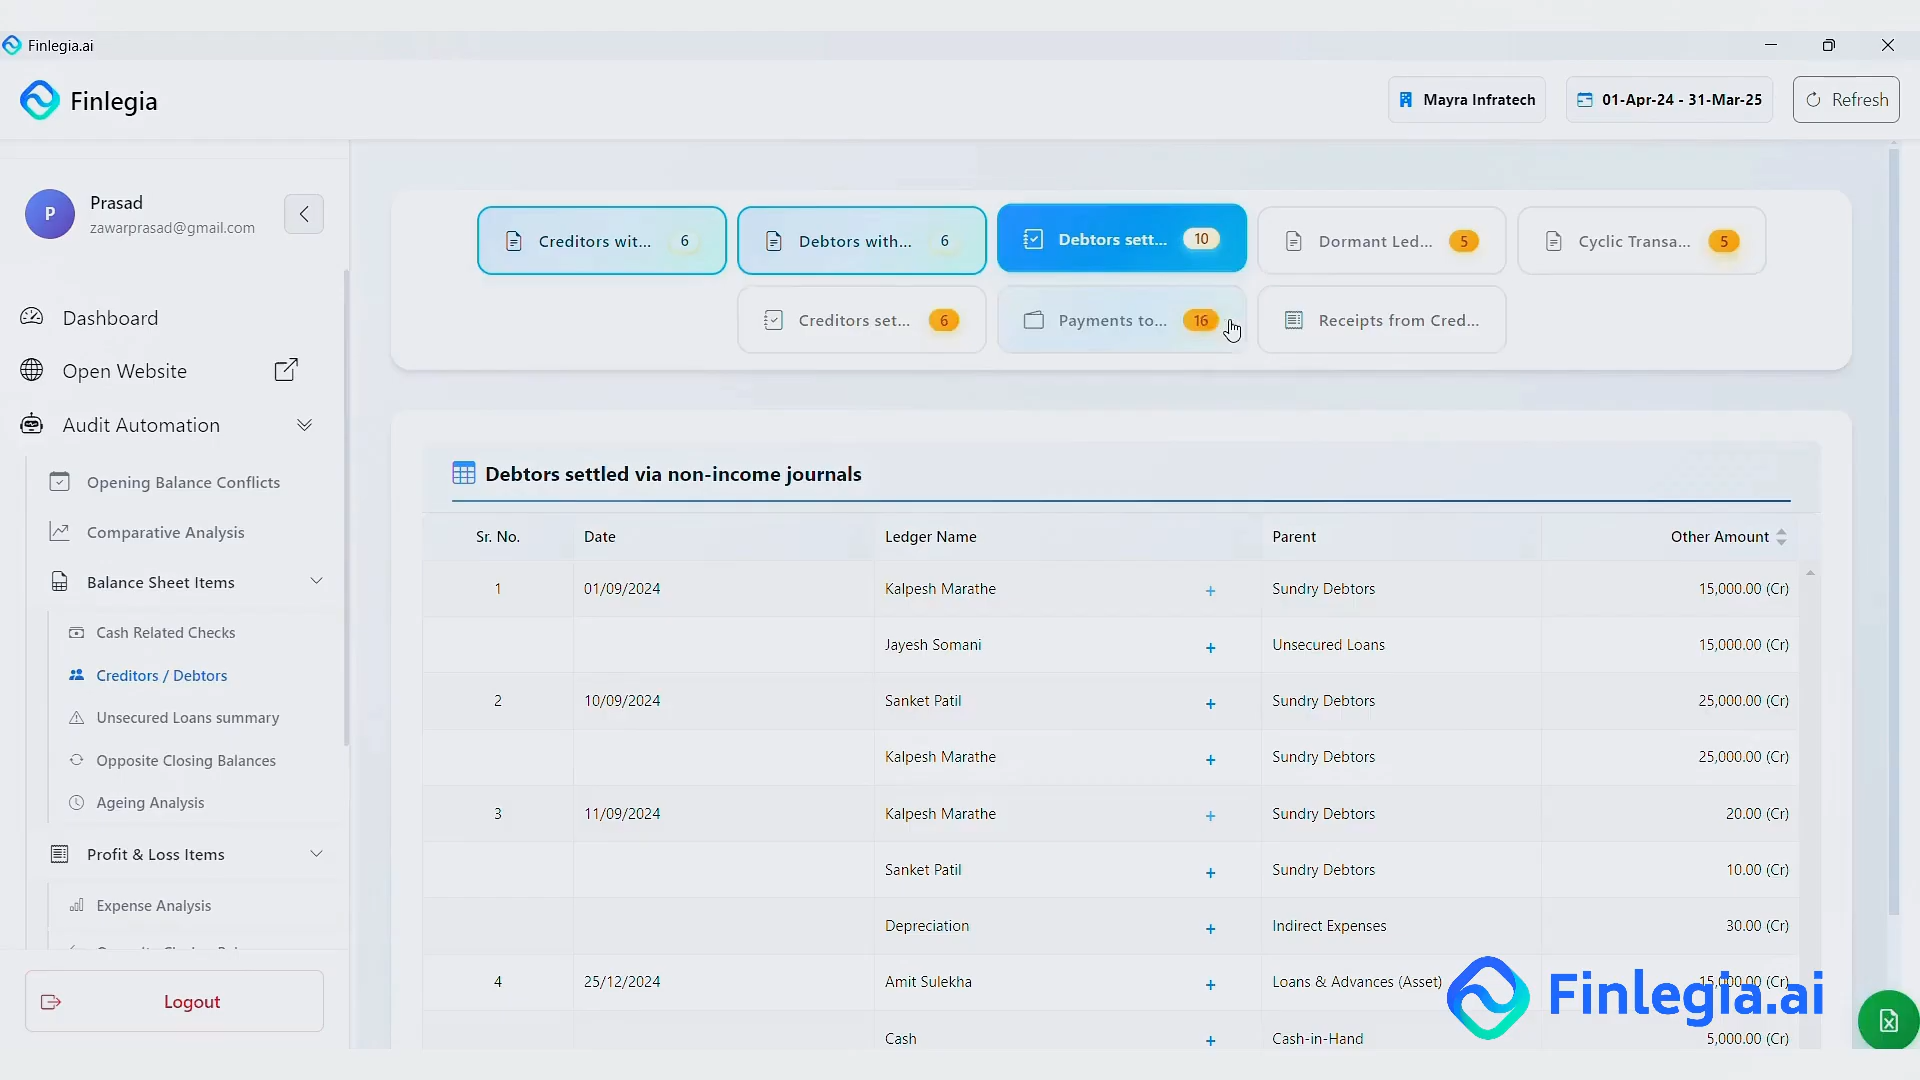 Finlegia.ai
Finlegia
Mayra Infratech
01-Apr-24 - 31-Mar-25
Refresh
P
Prasad
zawarprasad@gmail.com
Dashboard
Open Website
Audit Automation
Opening Balance Conflicts
Comparative Analysis
Balance Sheet Items
Cash Related Checks
Creditors / Debtors
Unsecured Loans summary
Opposite Closing Balances
Ageing Analysis
Profit & Loss Items
Expense Analysis
Logout
Creditors wit... 6
Debtors with... 6
Debtors sett... 10
Dormant Led... 5
Cyclic Transa... 5
Creditors set... 6
Payments to... 16
Receipts from Cred...
Debtors settled via non-income journals
Sr. No. Date Ledger Name Parent Other Amount
1 01/09/2024 Kalpesh Marathe + Sundry Debtors 15,000.00 (Cr)
Jayesh Somani + Unsecured Loans 15,000.00 (Cr)
2 10/09/2024 Sanket Patil + Sundry Debtors 25,000.00 (Cr)
Kalpesh Marathe + Sundry Debtors 25,000.00 (Cr)
3 11/09/2024 Kalpesh Marathe + Sundry Debtors 20.00 (Cr)
Sanket Patil + Sundry Debtors 10.00 (Cr)
Depreciation + Indirect Expenses 30.00 (Cr)
4 25/12/2024 Amit Sulekha + Loans & Advances (Asset) 15,000.00 (Cr)
Cash + Cash-in-Hand 5,000.00 (Cr)
Finlegia.ai